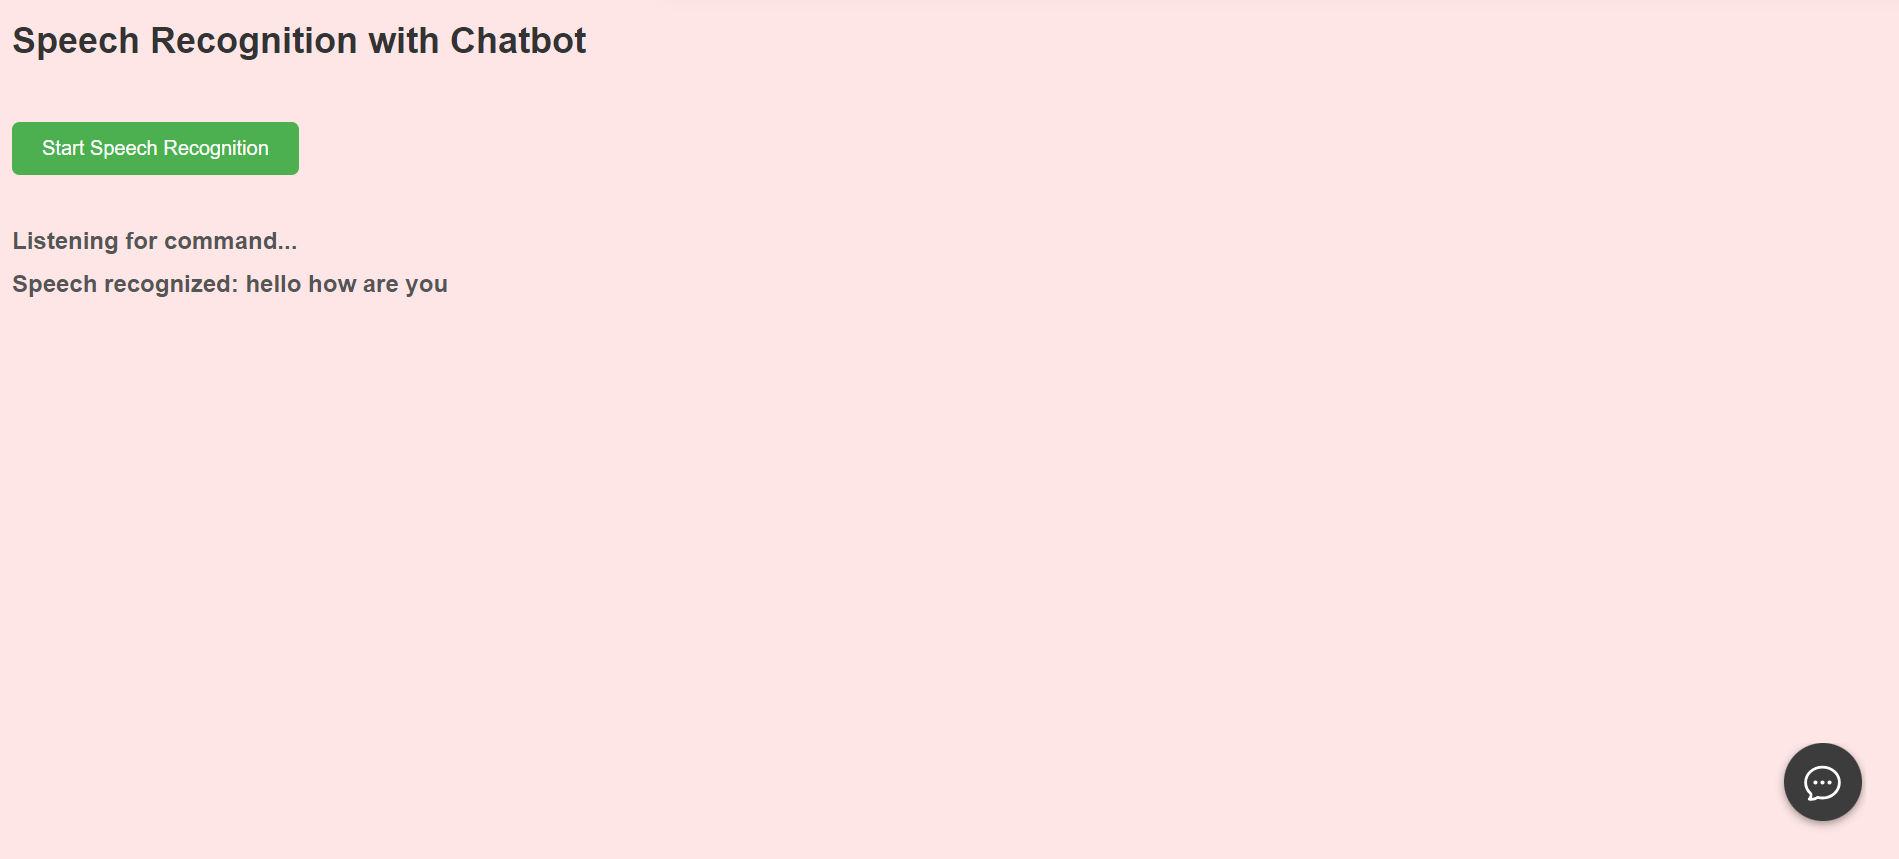 Speech Recognition with Chatbot
Start Speech Recognition
Listening for command...
Speech recognized: hello how are you